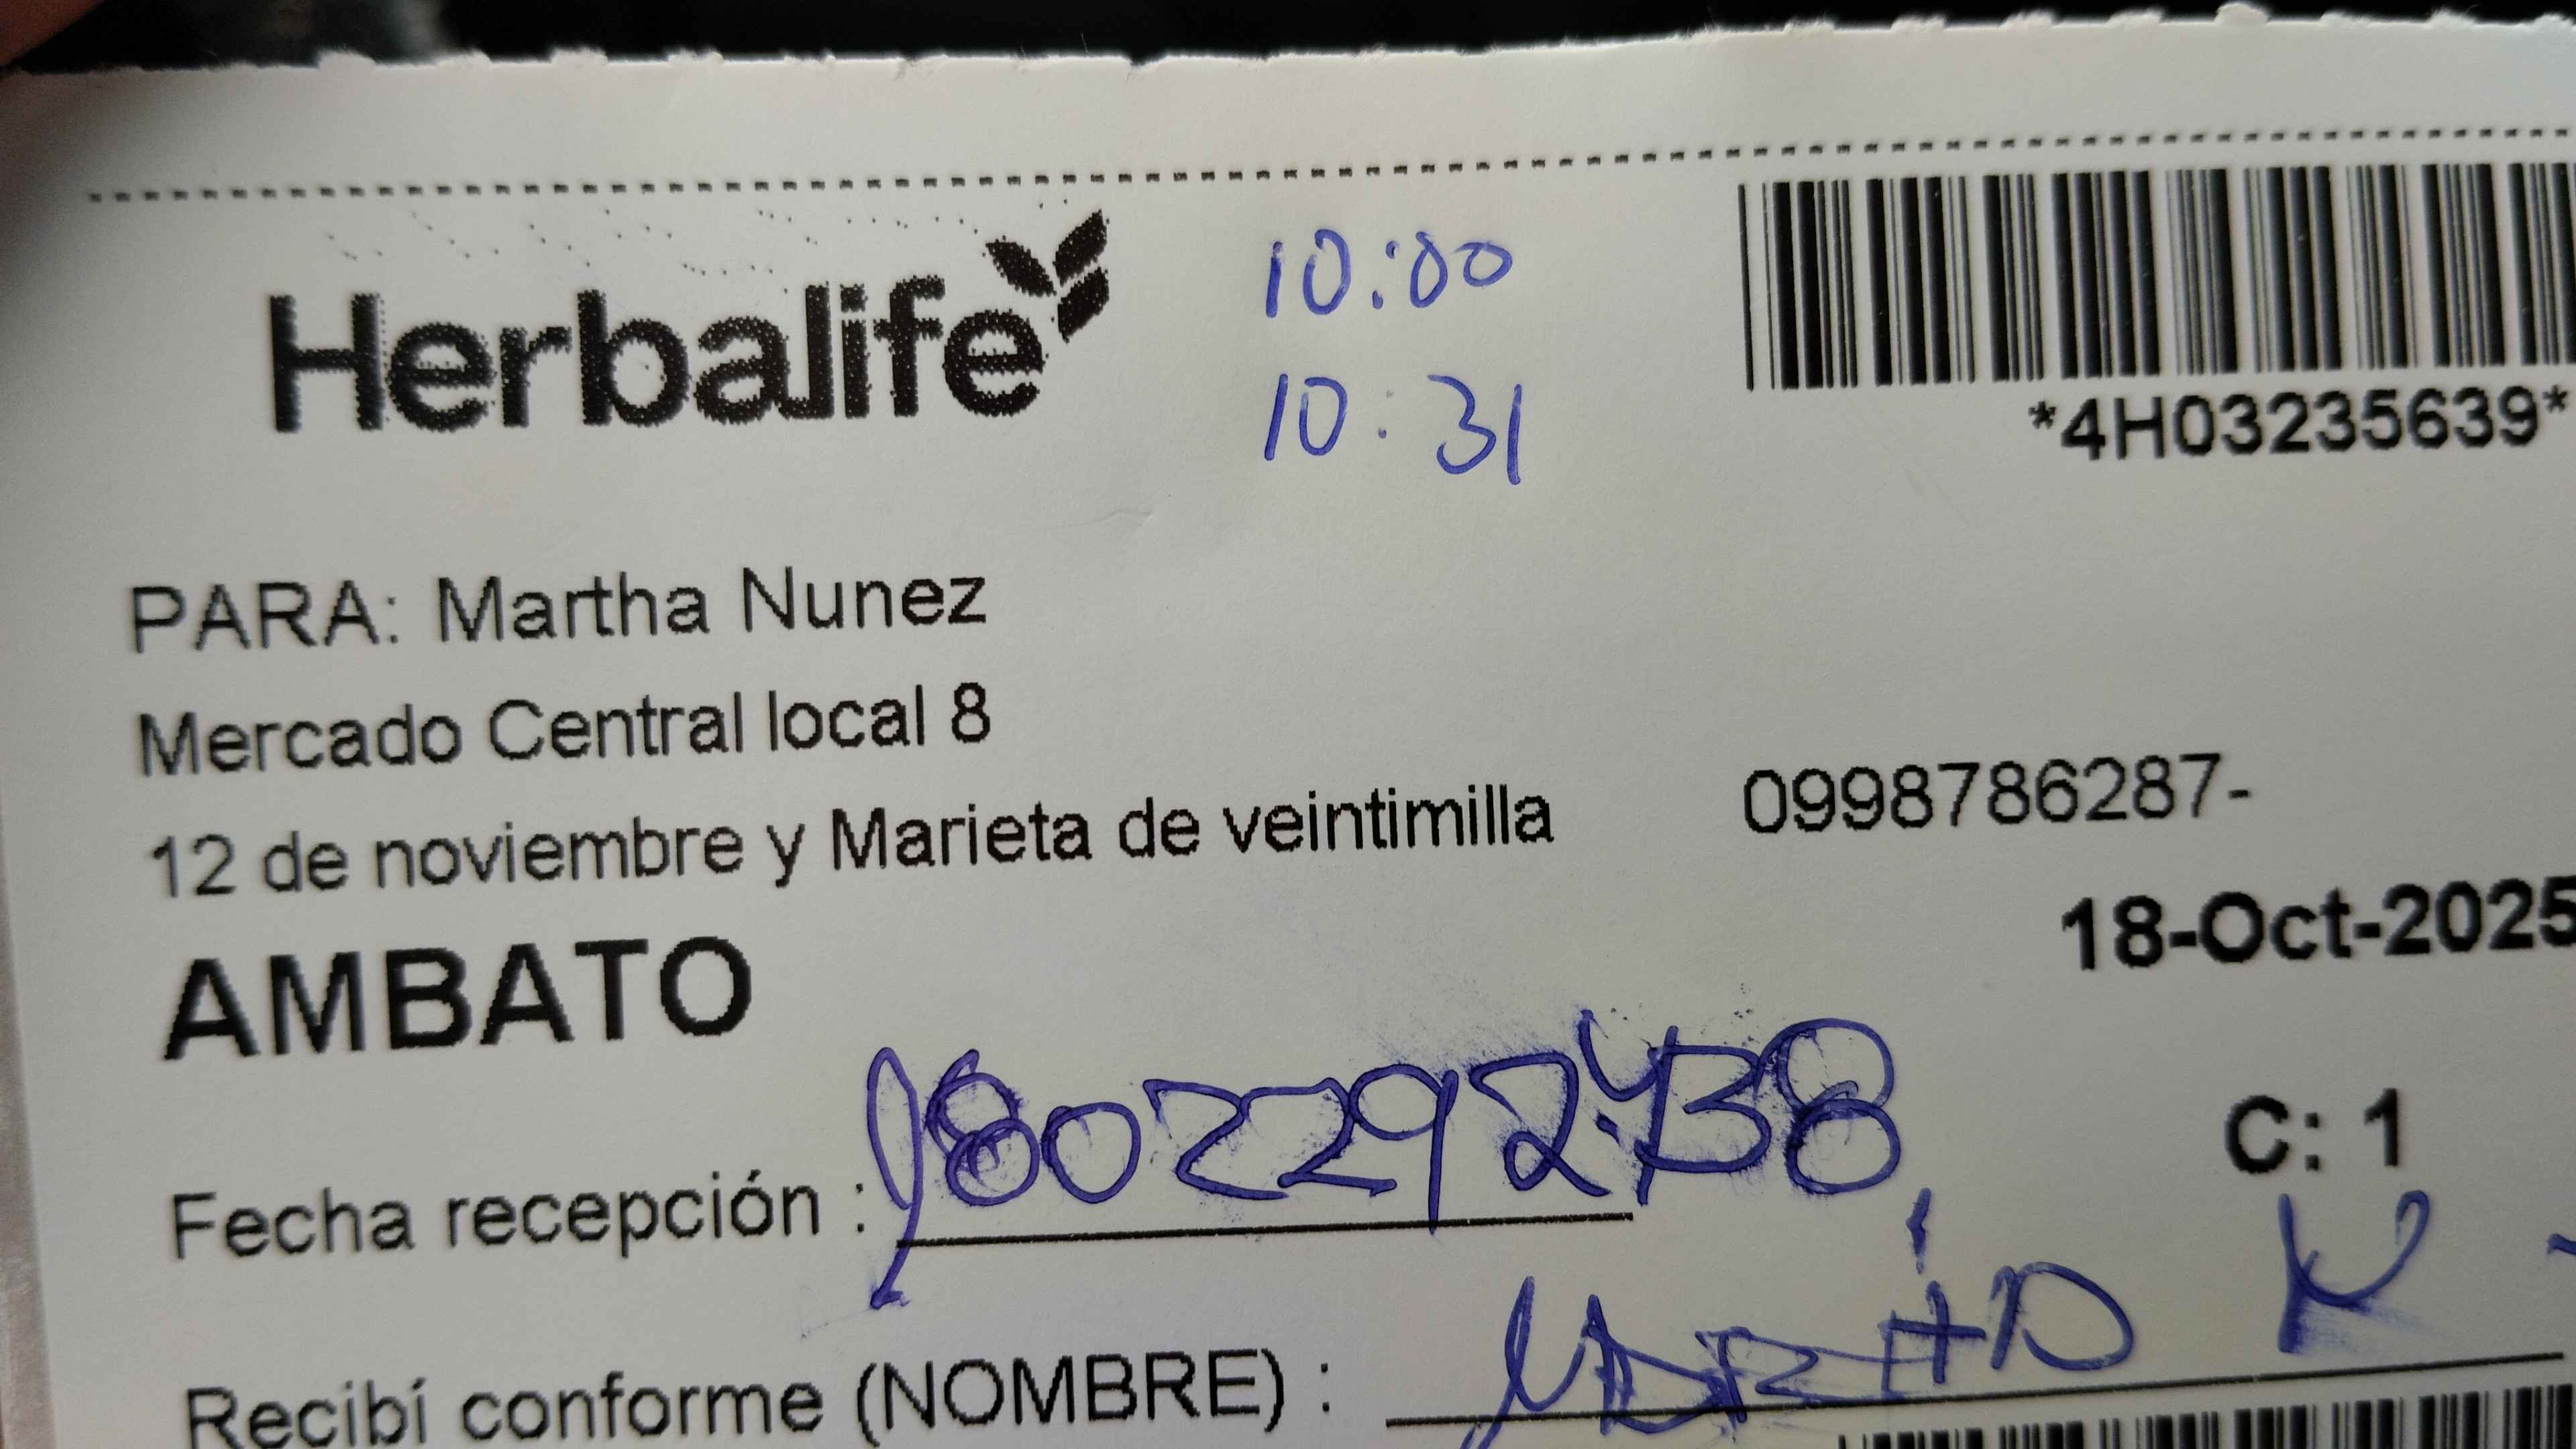 Herbalife
10:00
10:31
*4H03235639*
PARA: Martha Nunez
Mercado Central local 8
12 de noviembre y Marieta de veintimilla
0998786287-
18-Oct-2025
AMBATO
C: 1
Fecha recepción :
Recibí conforme (NOMBRE) :